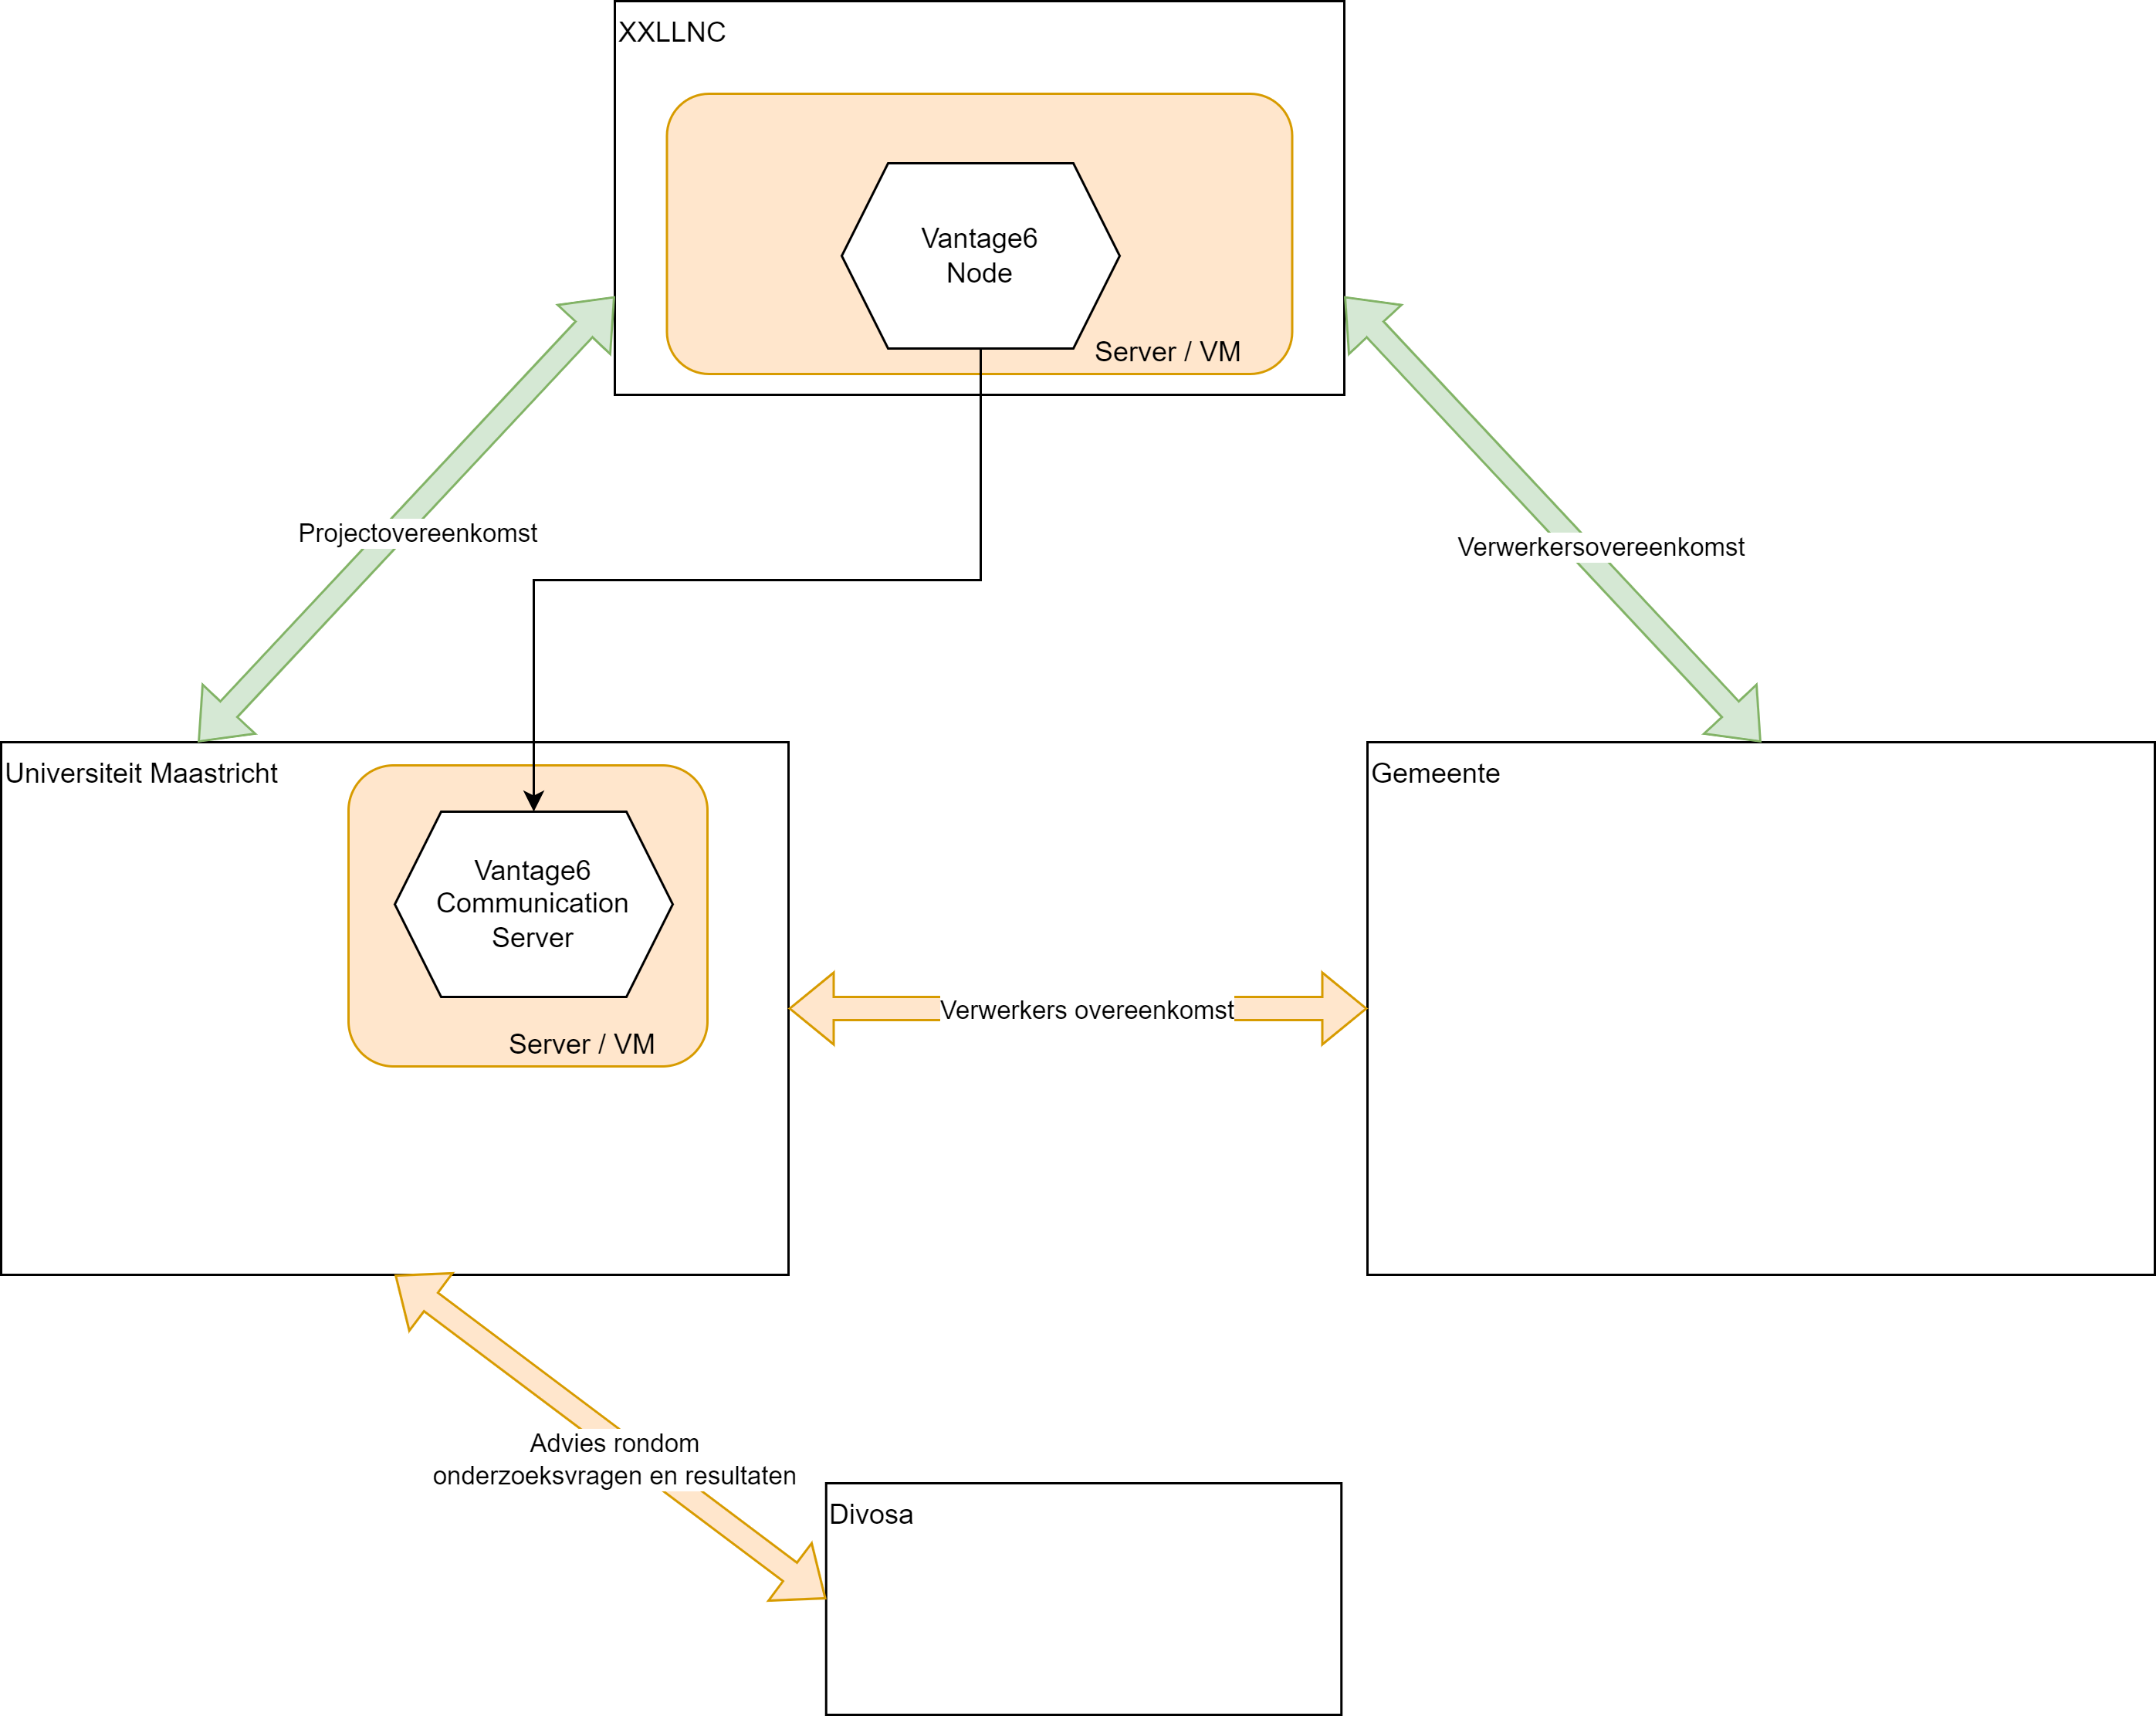 XXLLNC
Vantage6
Node
Server / VM
Projectovereenkomst
Verwerkersovereenkomst
Universiteit Maastricht
Gemeente
Vantage6
Communication
Server
Server / VM
Verwerkers overeenkomst
Advies rondom
onderzoeksvragen en resultaten
Divosa